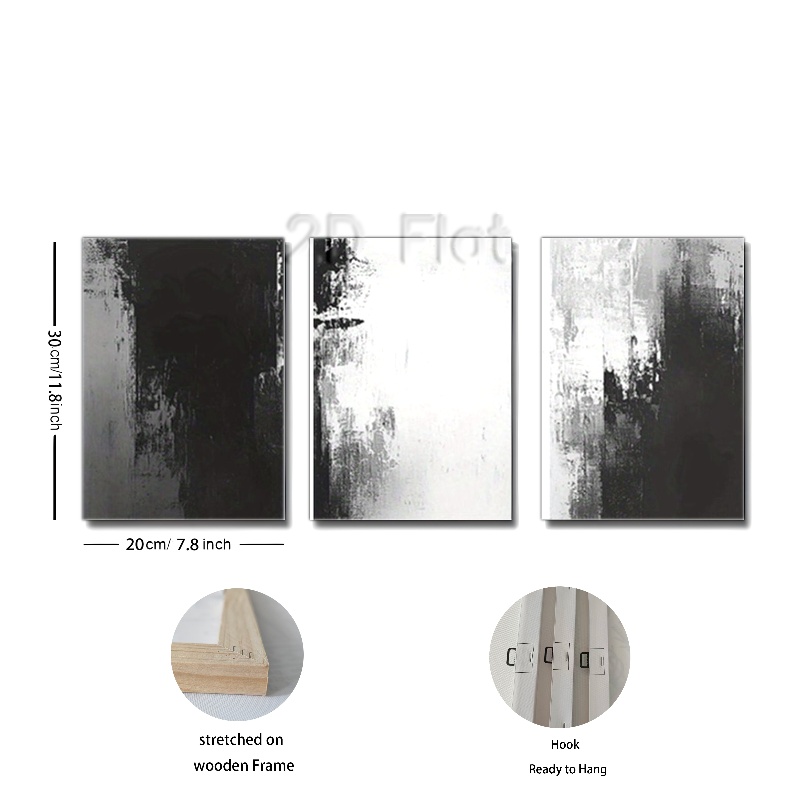 2D Flat
30cm/11.8inch
20cm/ 7.8 inch
stretched on
wooden Frame
Hook
Ready to Hang